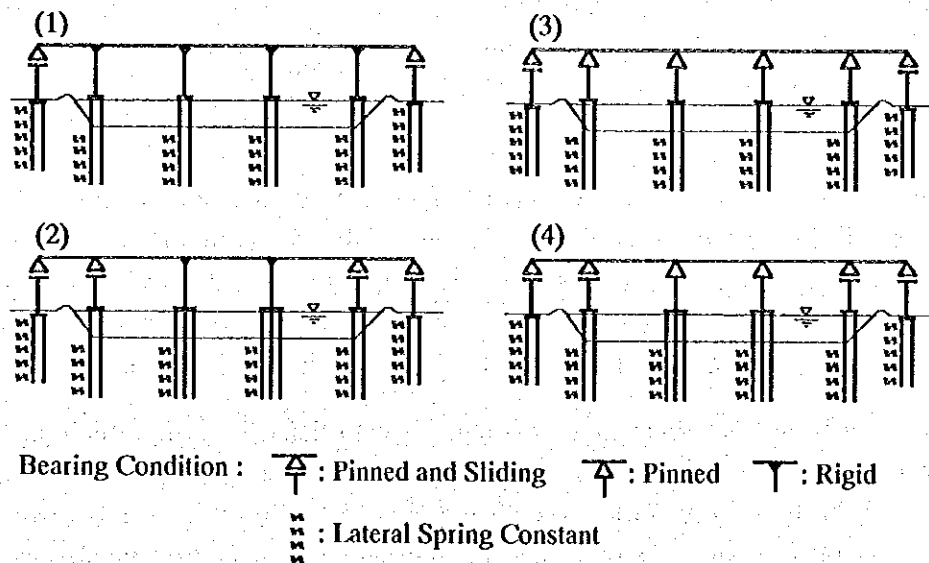 (1)
(3)
(2)
(4)
Bearing Condition : : Pinned and Sliding : Pinned : Rigid
: Lateral Spring Constant